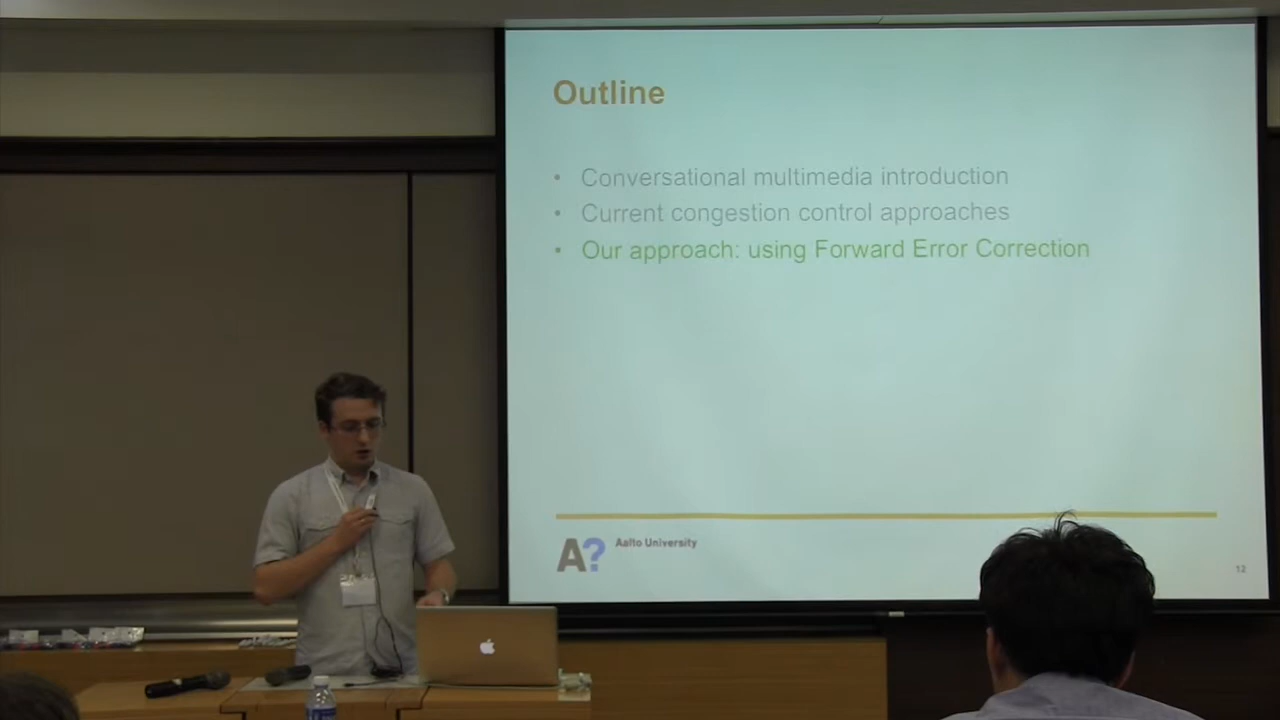 Outline
• Conversational multimedia introduction
• Current congestion control approaches
• Our approach: using Forward Error Correction
A? Aalto University
12